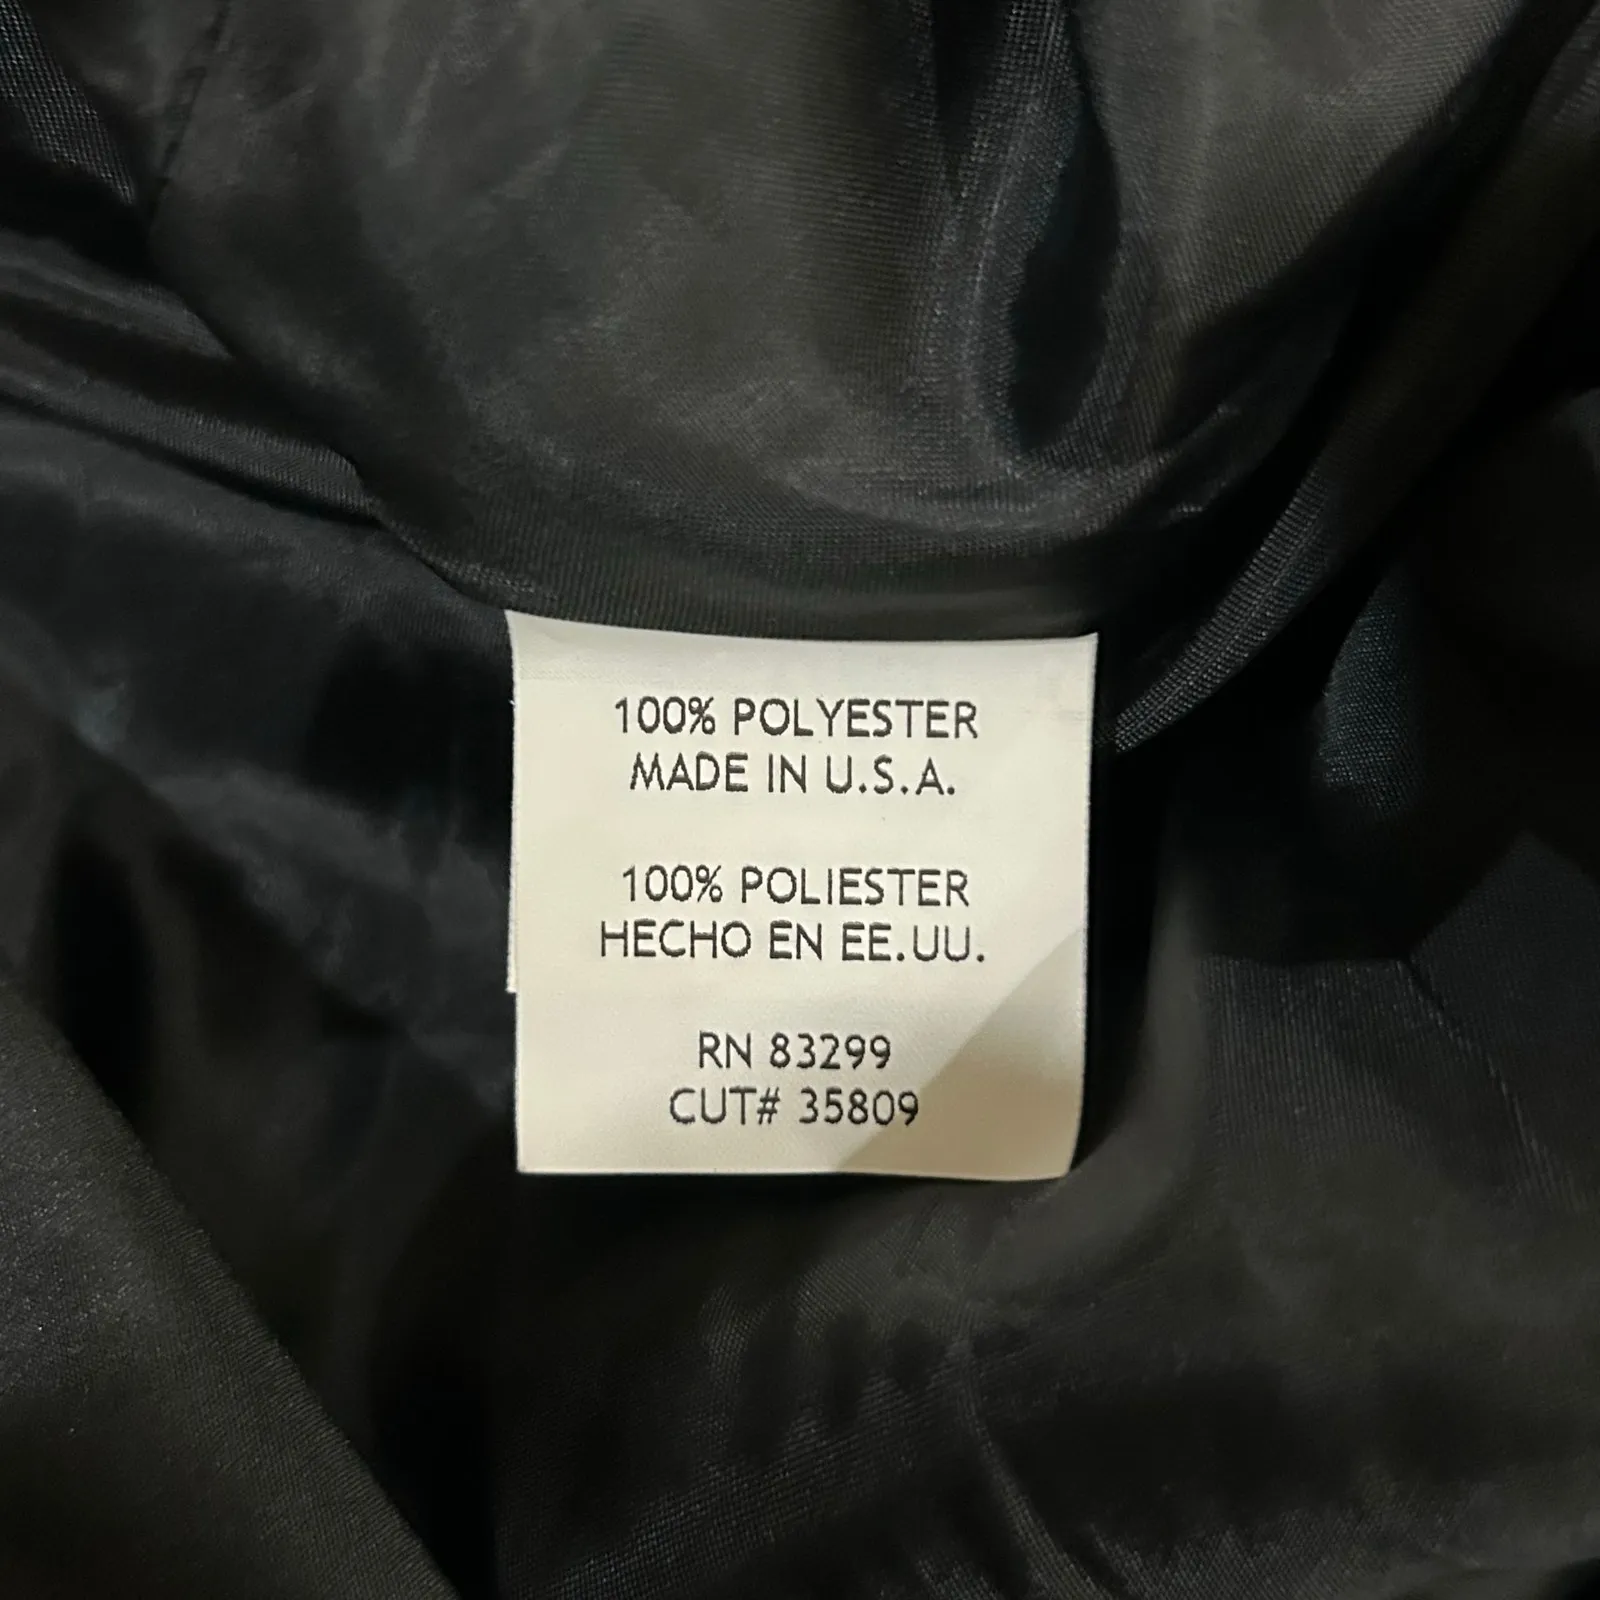 100% POLYESTER
MADE IN U.S.A.
100% POLIESTER
HECHO EN EE.UU.
RN 83299
CUT# 35809